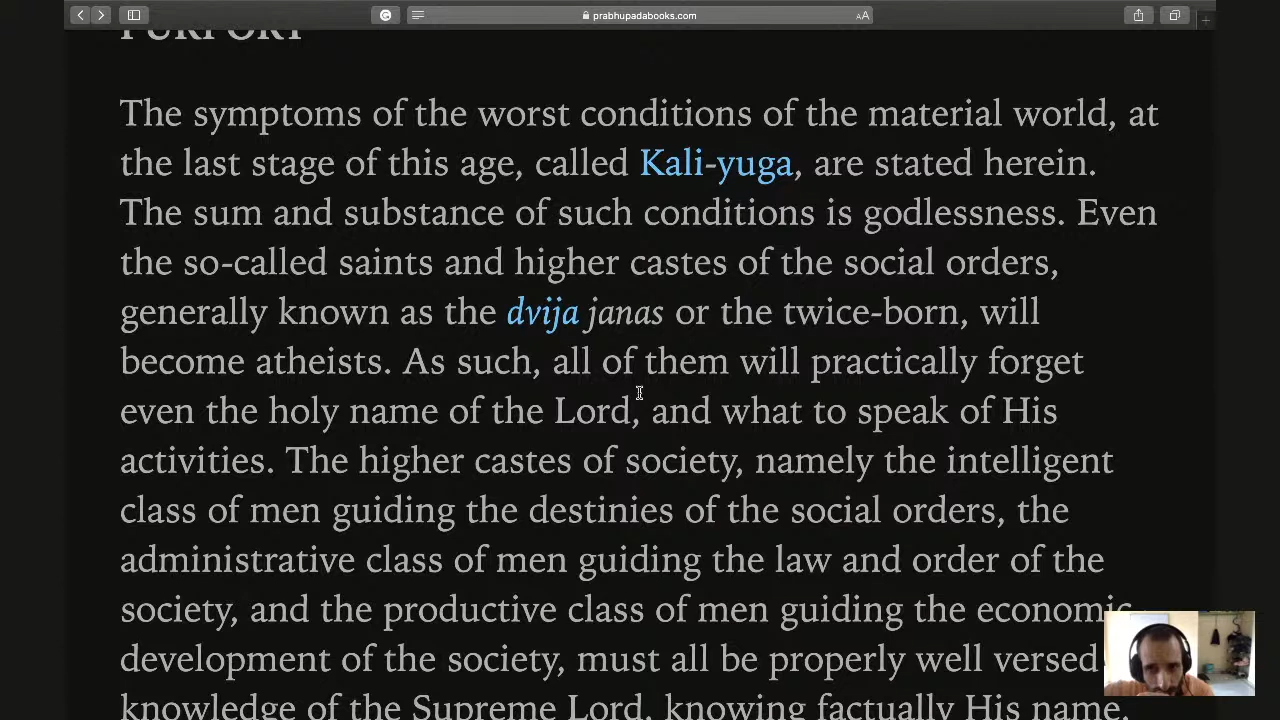 prabhupadabooks.com
PURPORT
The symptoms of the worst conditions of the material world, at
the last stage of this age, called Kali-yuga, are stated herein.
The sum and substance of such conditions is godlessness. Even
the so-called saints and higher castes of the social orders,
generally known as the dvija janas or the twice-born, will
become atheists. As such, all of them will practically forget
even the holy name of the Lord, and what to speak of His
activities. The higher castes of society, namely the intelligent
class of men guiding the destinies of the social orders, the
administrative class of men guiding the law and order of the
society, and the productive class of men guiding the economic
development of the society, must all be properly well versed
knowledge of the Supreme Lord, knowing factually His name,